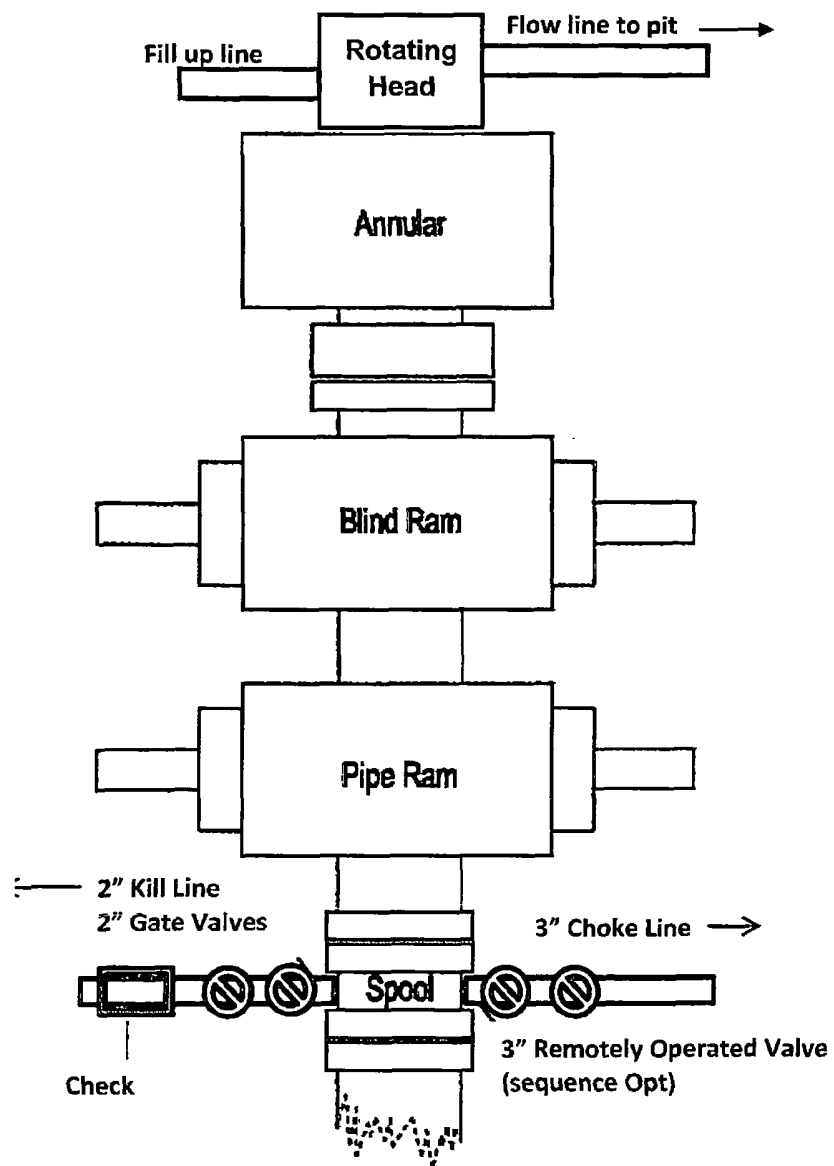 Flow line to pit
Fill up line
Rotating
Head
Annular
Blind Ram
Pipe Ram
2" Kill Line
2" Gate Valves
3" Choke Line
Spool
3" Remotely Operated Valve
(sequence Opt)
Check